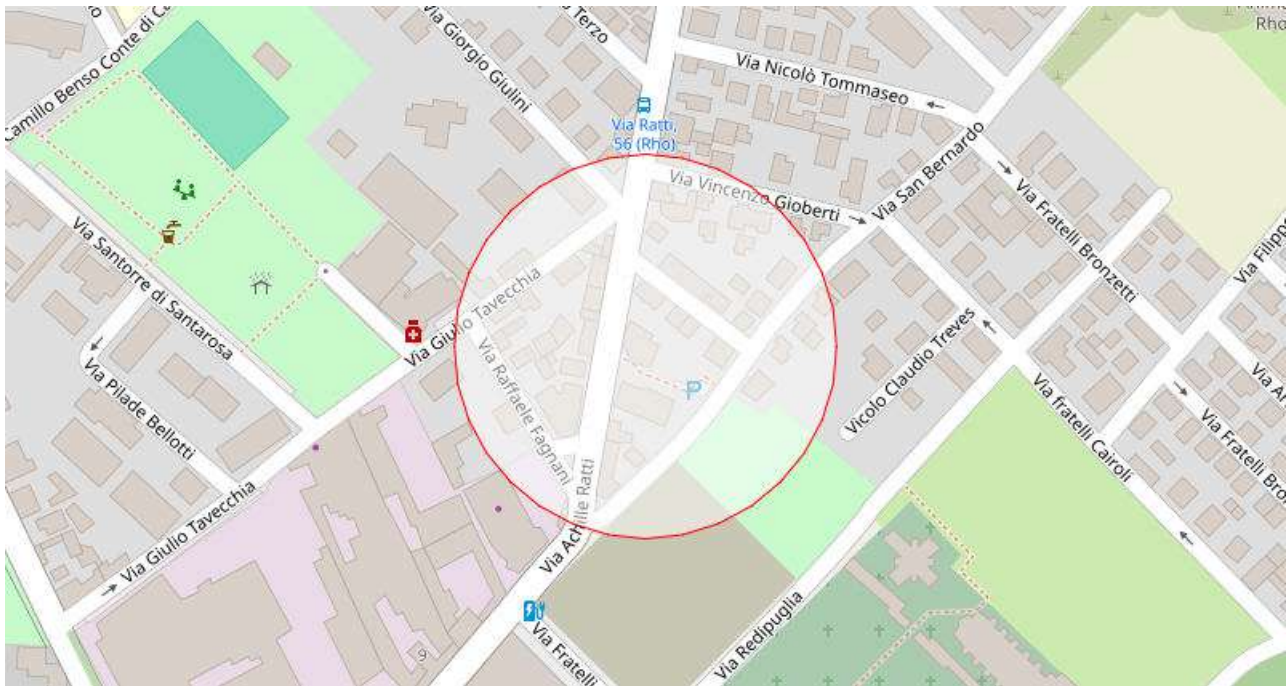 Camillo Benso Conte di
Via Giorgio Giulini
Terzo
Rho
Via Nicolò Tommaseo
Via Ratti,
56 (Rho)
Via San Bernardo
Via Vincenzo Gioberti
Via Fratelli Bronzetti
Via Santorre di Santarosa
Via Giulio Tavecchia
Via Raffaele Fagnani
P
Vicolo Claudio Treves
Via Pilade Bellotti
Via fratelli Cairoli
Via Fratelli
Via Giulio Tavecchia
Via Achille Ratti
Via Redipuglia
Via Fratelli
9